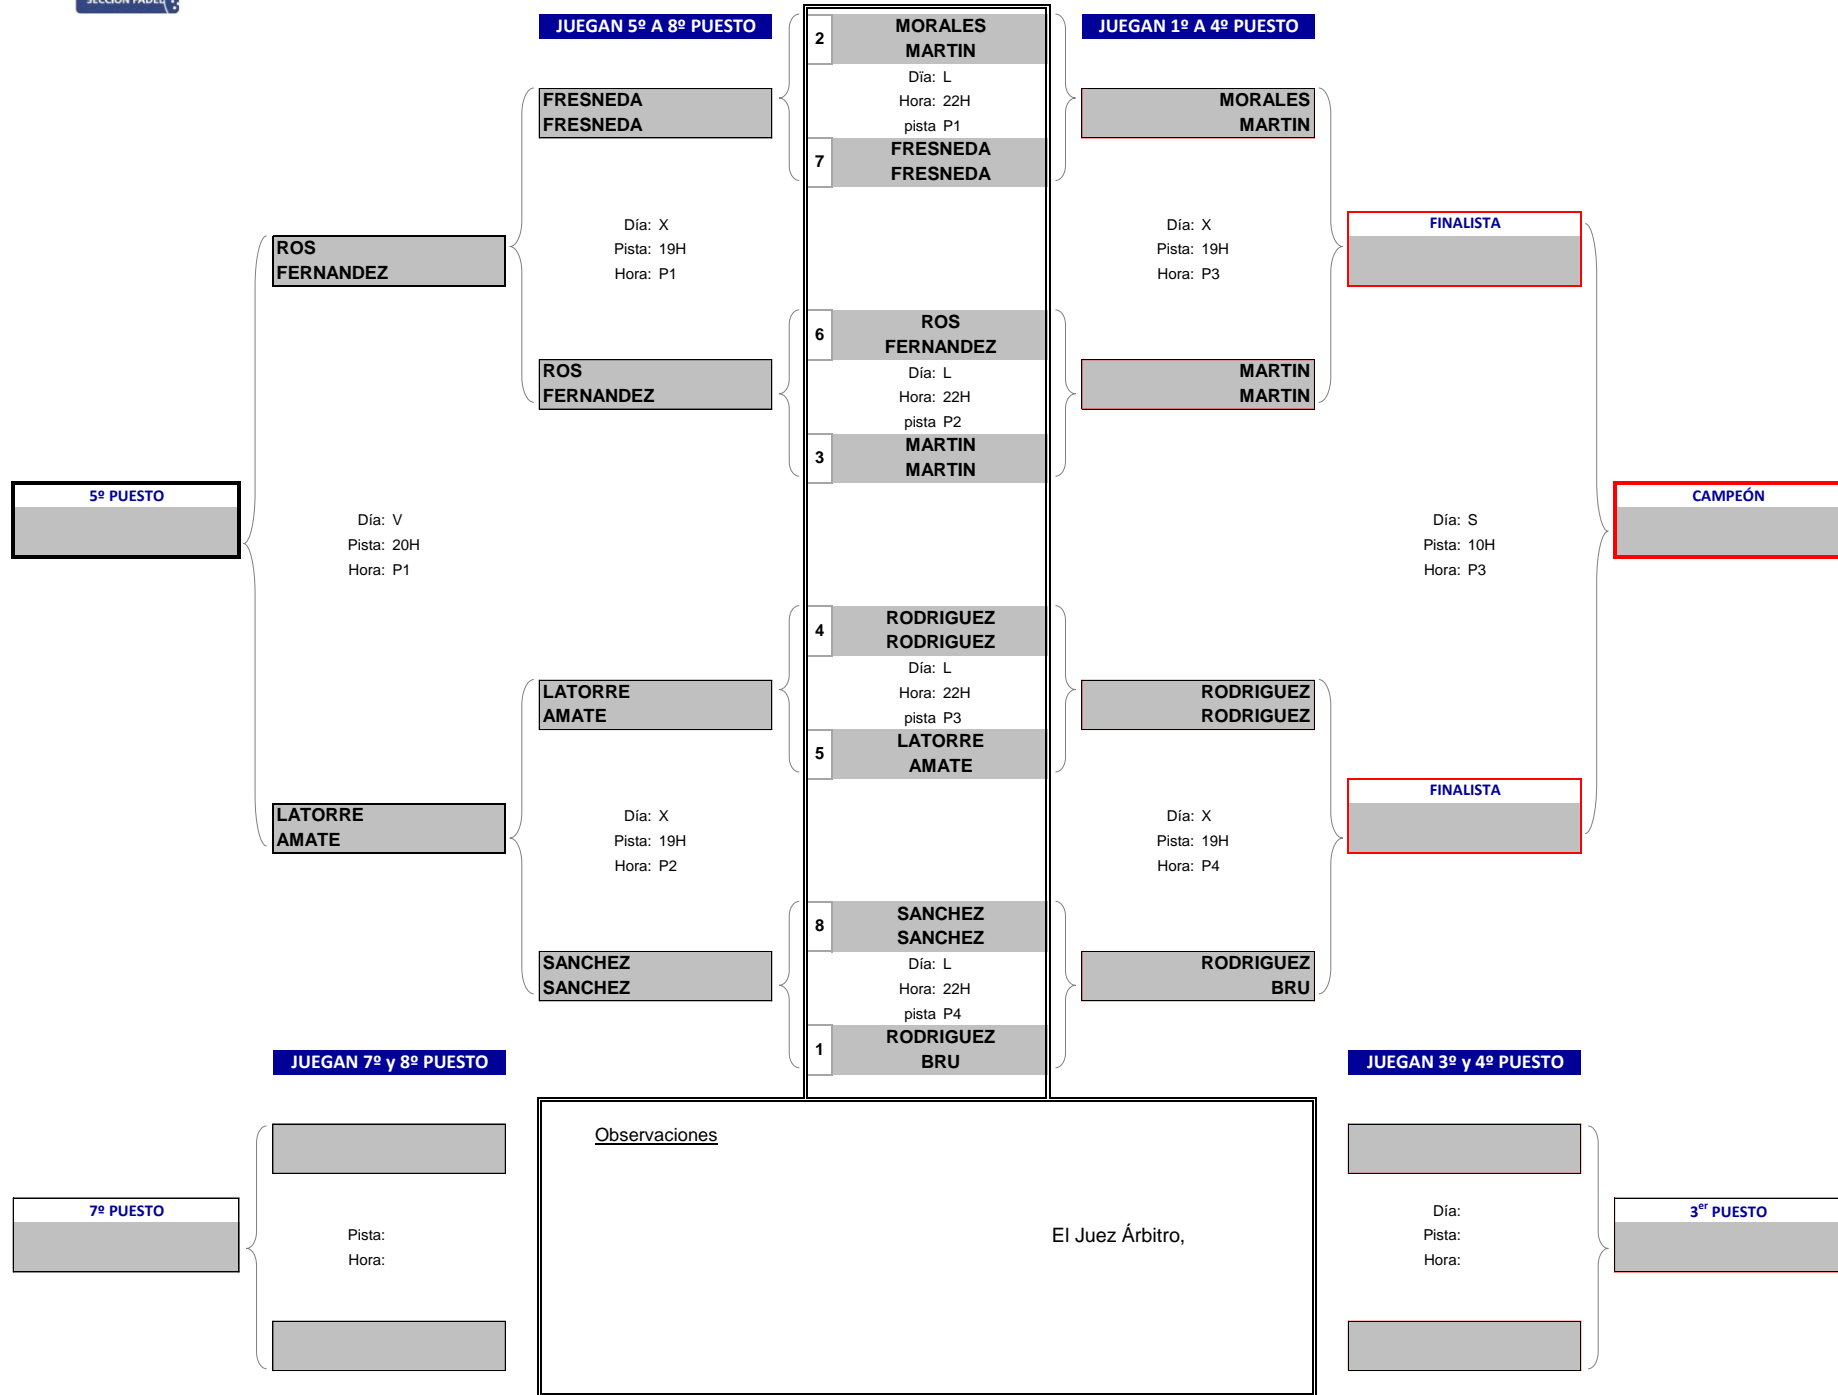 SECCIÓN PADEL
JUEGAN 5º A 8º PUESTO
2
MORALES
MARTIN
JUEGAN 1º A 4º PUESTO
Dïa: L
FRESNEDA
FRESNEDA
Hora: 22H
pista P1
MORALES
MARTIN
7
FRESNEDA
FRESNEDA
Día: X
Pista: 19H
Hora: P1
Día: X
Pista: 19H
Hora: P3
FINALISTA
ROS
FERNANDEZ
6
ROS
FERNANDEZ
ROS
FERNANDEZ
Día: L
Hora: 22H
pista P2
MARTIN
MARTIN
3
MARTIN
MARTIN
5º PUESTO
Día: V
Pista: 20H
Hora: P1
Día: S
Pista: 10H
Hora: P3
CAMPEÓN
4
RODRIGUEZ
RODRIGUEZ
LATORRE
AMATE
Día: L
Hora: 22H
pista P3
RODRIGUEZ
RODRIGUEZ
5
LATORRE
AMATE
LATORRE
AMATE
Día: X
Pista: 19H
Hora: P2
Día: X
Pista: 19H
Hora: P4
FINALISTA
8
SANCHEZ
SANCHEZ
SANCHEZ
SANCHEZ
Día: L
Hora: 22H
pista P4
RODRIGUEZ
BRU
1
RODRIGUEZ
BRU
JUEGAN 7º y 8º PUESTO
JUEGAN 3º y 4º PUESTO
Observaciones
7º PUESTO
Pista:
Hora:
El Juez Árbitro,
Día:
Pista:
Hora:
3er PUESTO